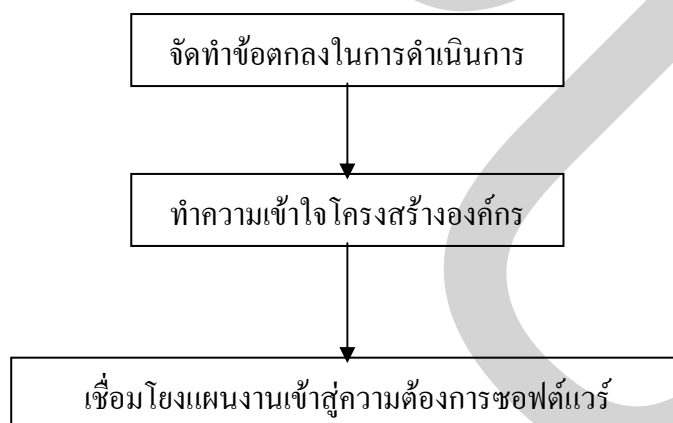 จัดทำข้อตกลงในการดำเนินการ
ทำความเข้าใจโครงสร้างองค์กร
เชื่อมโยงแผนงานเข้าสู่ความต้องการซอฟต์แวร์